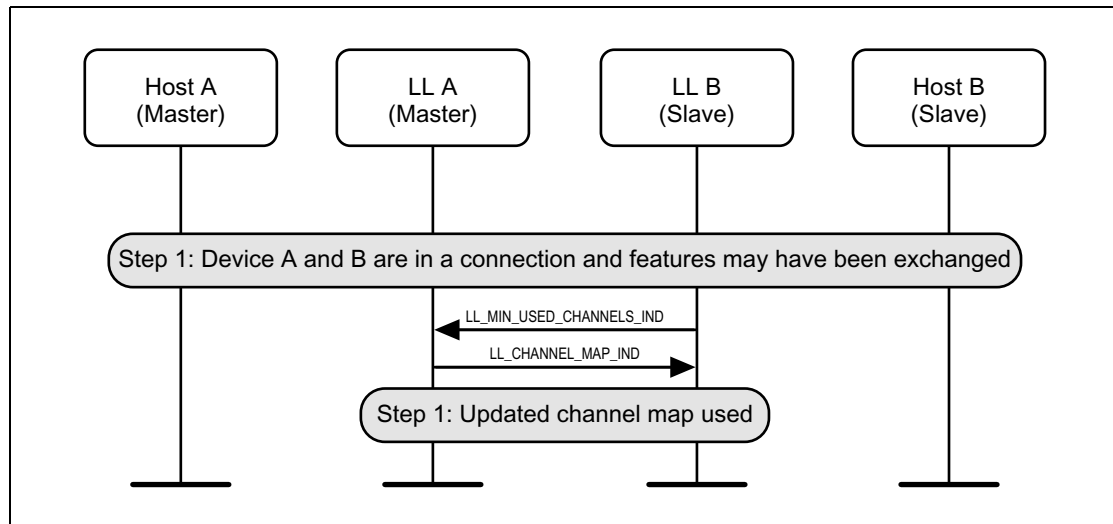 Host A
(Master)
LL A
(Master)
LL B
(Slave)
Host B
(Slave)
Step 1: Device A and B are in a connection and features may have been exchanged
LL_MIN_USED_CHANNELS_IND
LL_CHANNEL_MAP_IND
Step 1: Updated channel map used